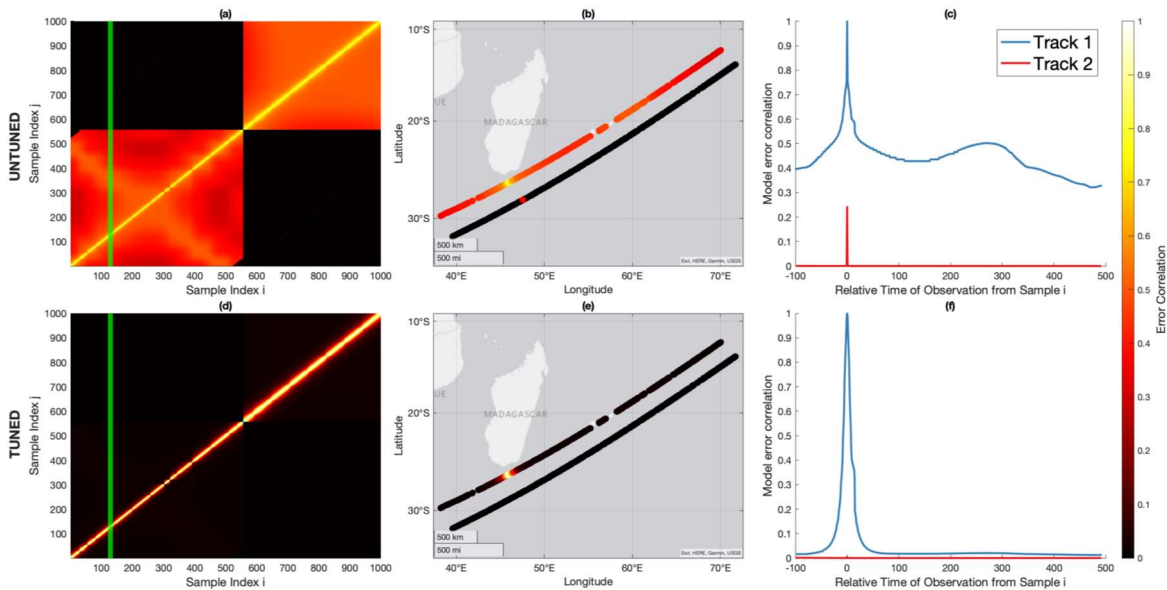 (a)
(b)
(c)
UNTUNED
Sample Index j
1000
900
800
700
600
500
400
300
200
100
100 200 300 400 500 600 700 800 900 1000
Sample Index i
Latitude
10°S
20°S
30°S
UE
MADAGASCAR
500 km
500 mi
Esri, HERE, Garmin, USGS
40°E 50°E 60°E 70°E
Longitude
Model error correlation
1
0.9
0.8
0.7
0.6
0.5
0.4
0.3
0.2
0.1
0
Track 1
Track 2
-100 0 100 200 300 400 500
Relative Time of Observation from Sample i
(d)
(e)
(f)
TUNED
Sample Index j
1000
900
800
700
600
500
400
300
200
100
100 200 300 400 500 600 700 800 900 1000
Sample Index i
Latitude
10°S
20°S
30°S
UE
MADAGASCAR
500 km
500 mi
Esri, HERE, Garmin, USGS
40°E 50°E 60°E 70°E
Longitude
Model error correlation
1
0.9
0.8
0.7
0.6
0.5
0.4
0.3
0.2
0.1
0
-100 0 100 200 300 400 500
Relative Time of Observation from Sample i
1
0.9
0.8
0.7
0.6
0.5
0.4
0.3
0.2
0.1
0
Error Correlation